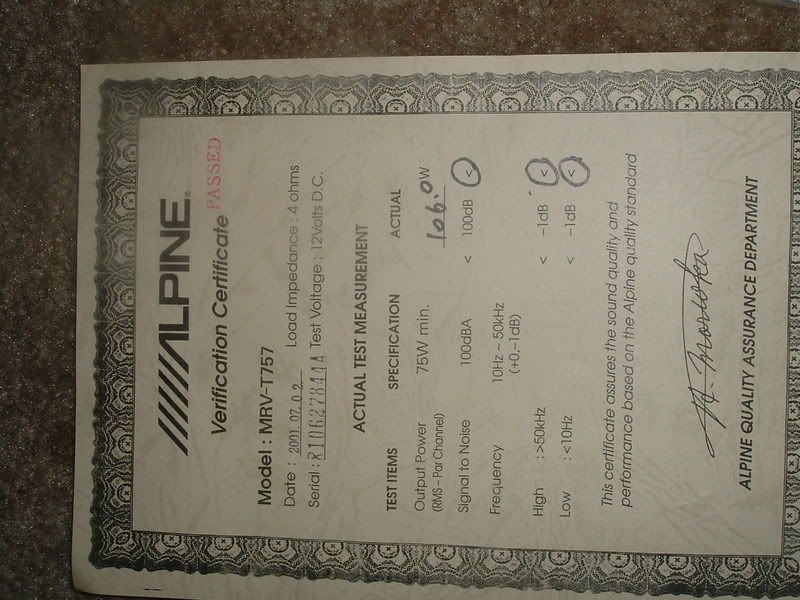 ALPINE®
Verification Certificate PASSED
Model : MRV-T757
Date : 2001.07.02 Load Impedance : 4 ohms
Serial : R10627844A Test Voltage : 12Volts D.C.
ACTUAL TEST MEASUREMENT
TEST ITEMS SPECIFICATION ACTUAL
Output Power 75W min. 106.0W
(RMS – Par Channel)
Signal to Noise 100dBA < 100dB <
Frequency 10Hz ~ 50kHz
(+0,–1dB)
High : >50kHz < –1dB <
Low : <10Hz < –1dB <
This certificate assures the sound quality and
performance based on the Alpine quality standard
ALPINE QUALITY ASSURANCE DEPARTMENT